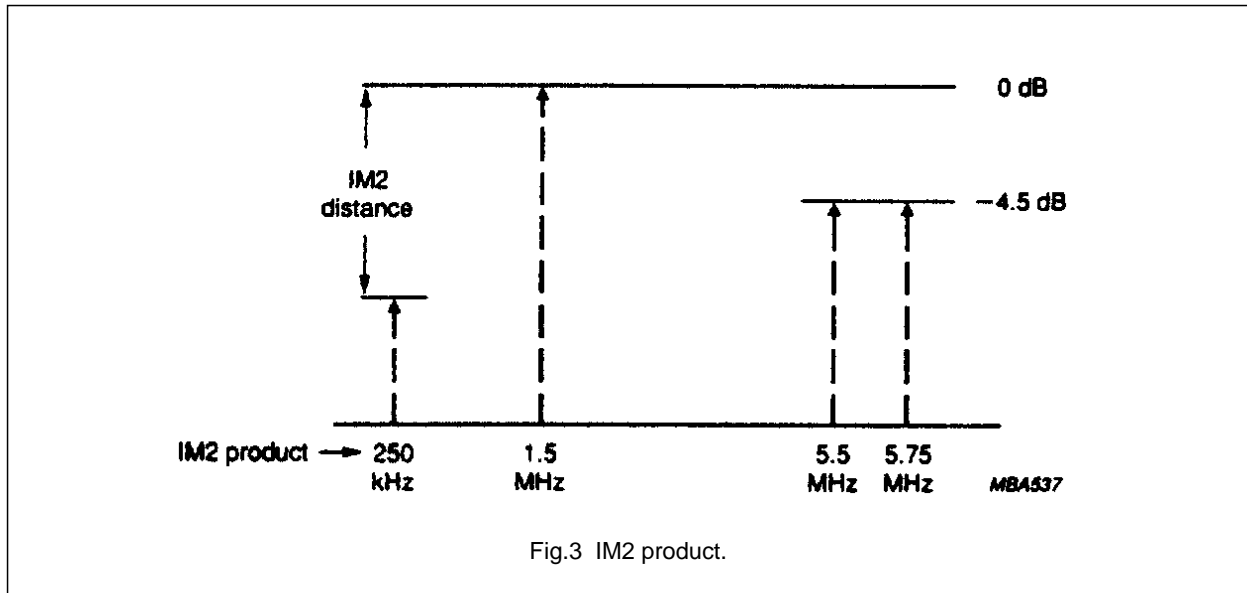 0 dB
IM2
distance
−4.5 dB
IM2 product 250 1.5 5.5 5.75
kHz MHz MHz MHz MBA537
Fig.3 IM2 product.